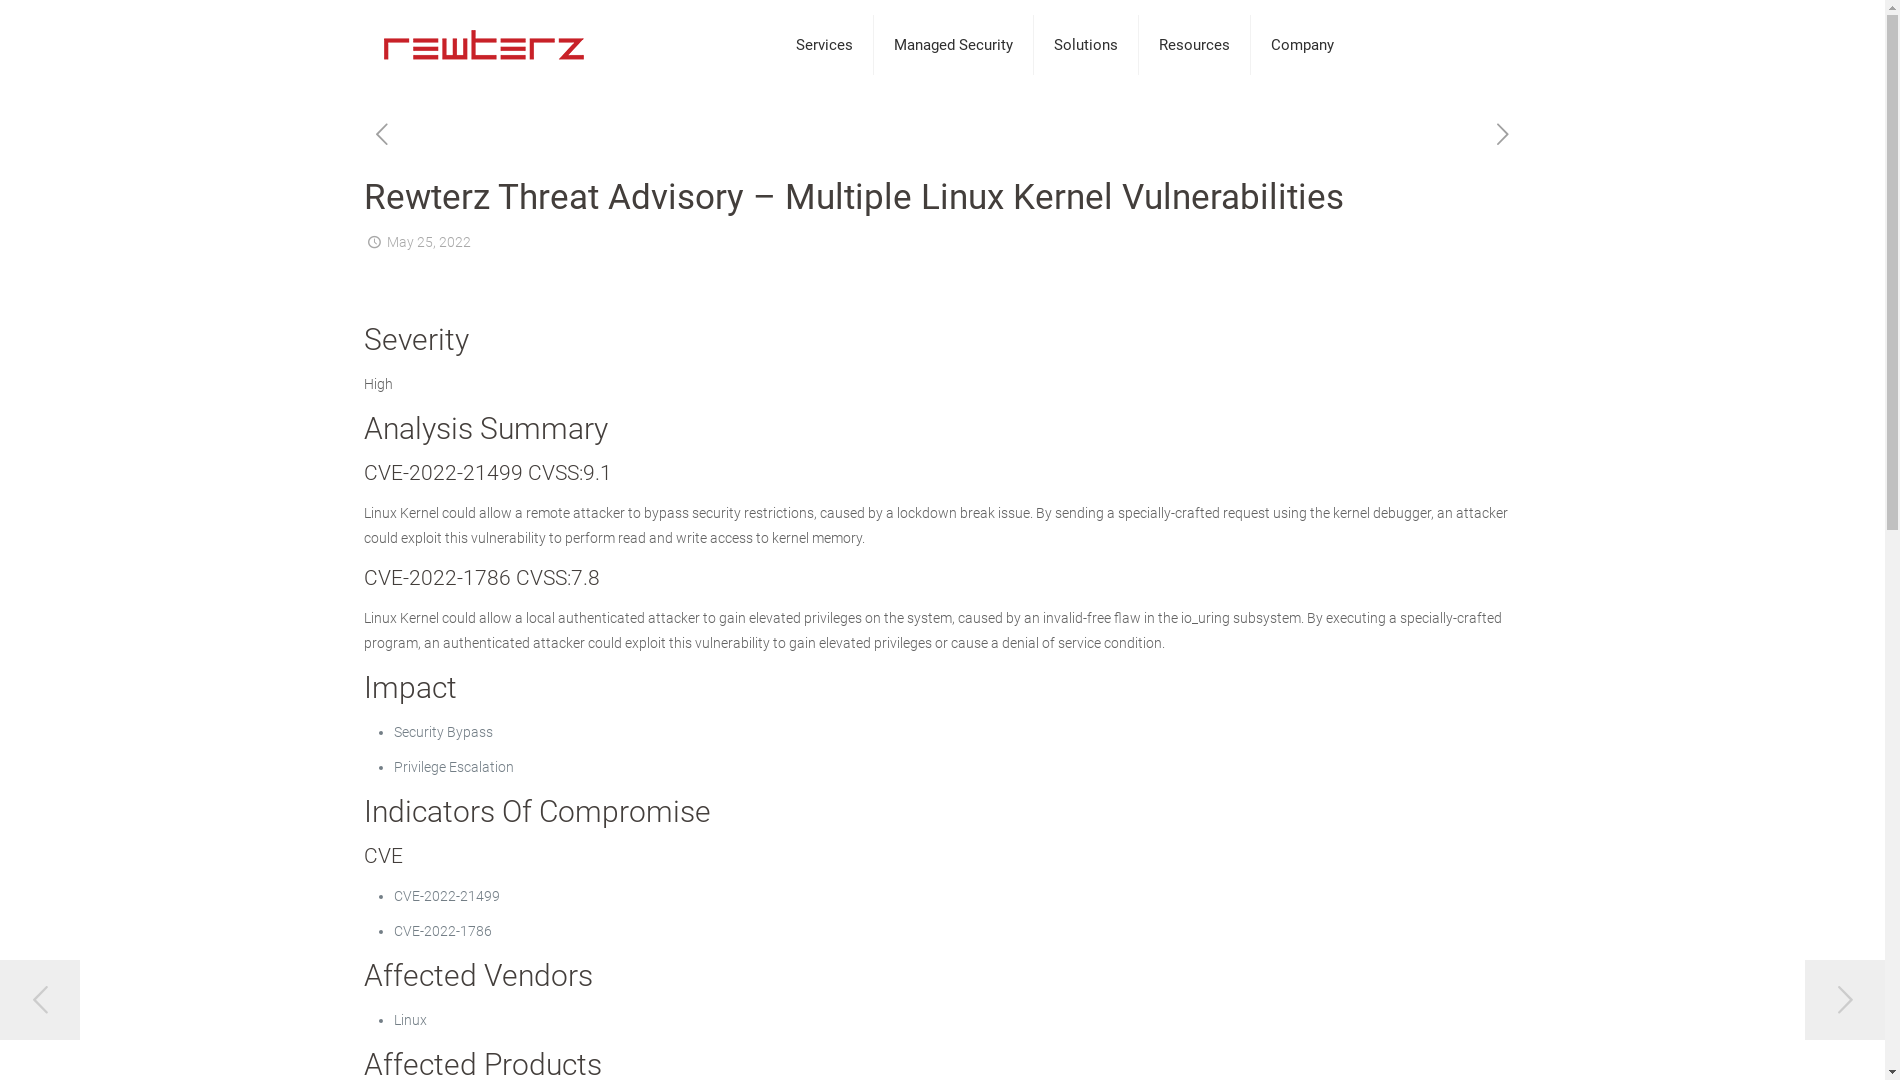 rewterz
Services
Managed Security
Solutions
Resources
Company
Rewterz Threat Advisory – Multiple Linux Kernel Vulnerabilities
May 25, 2022
Severity
High
Analysis Summary
CVE-2022-21499 CVSS:9.1
Linux Kernel could allow a remote attacker to bypass security restrictions, caused by a lockdown break issue. By sending a specially-crafted request using the kernel debugger, an attacker
could exploit this vulnerability to perform read and write access to kernel memory.
CVE-2022-1786 CVSS:7.8
Linux Kernel could allow a local authenticated attacker to gain elevated privileges on the system, caused by an invalid-free flaw in the io_uring subsystem. By executing a specially-crafted
program, an authenticated attacker could exploit this vulnerability to gain elevated privileges or cause a denial of service condition.
Impact
Security Bypass
Privilege Escalation
Indicators Of Compromise
CVE
CVE-2022-21499
CVE-2022-1786
Affected Vendors
Linux
Affected Products